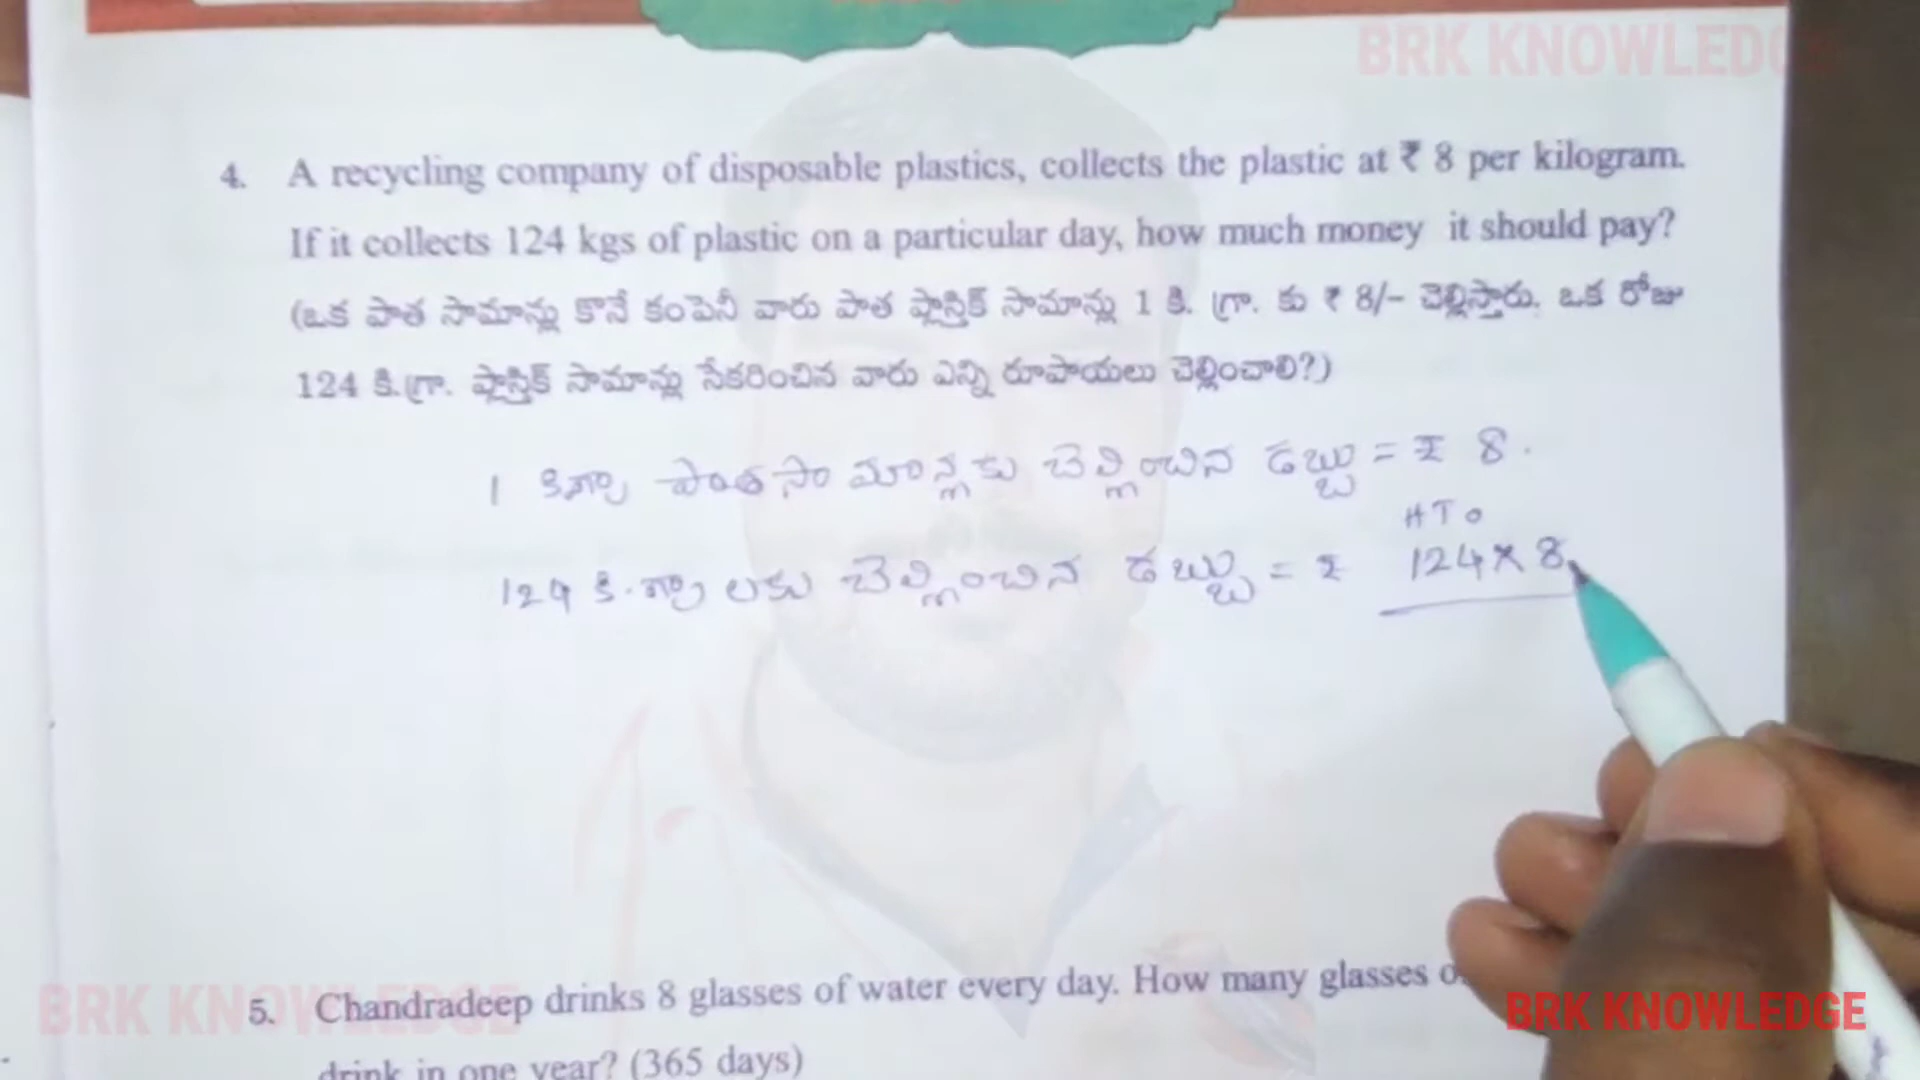 BRK KNOWLEDGE
4. A recycling company of disposable plastics, collects the plastic at ₹ 8 per kilogram.
If it collects 124 kgs of plastic on a particular day, how much money it should pay?
(ఒక పాత సామాన్లు కొనే కంపెనీ వారు పాత ప్లాస్టిక్ సామాన్లు 1 కి. గ్రా. కు ₹ 8/- చెల్లిస్తారు. ఒక రోజు
124 కి.గ్రా. ప్లాస్టిక్ సామాన్లు సేకరించిన వారు ఎన్ని రూపాయలు చెల్లించాలి?)
1 కిగ్రా పాతసామాన్లకు చెల్లించిన డబ్బు = ₹ 8.
H T O
124 కి.గ్రా లకు చెల్లించిన డబ్బు = ₹ 124 × 8
5. Chandradeep drinks 8 glasses of water every day. How many glasses
drink in one year? (365 days)
BRK KNOWLEDGE
BRK KNOWLEDGE